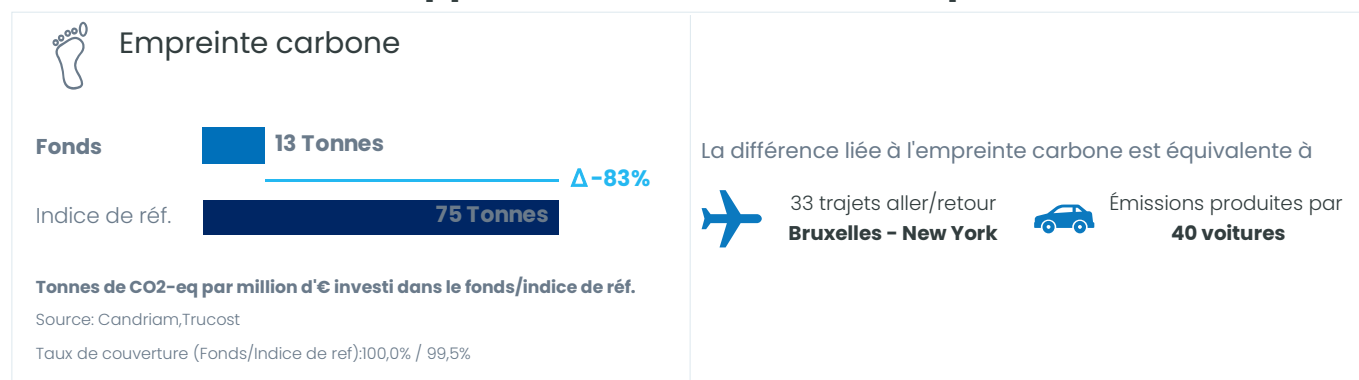 Empreinte carbone
Fonds
13 Tonnes
Δ-83%
Indice de réf.
75 Tonnes
Tonnes de CO2-eq par million d'€ investi dans le fonds/indice de réf.
Source: Candriam,Trucost
Taux de couverture (Fonds/Indice de ref):100,0% / 99,5%
La différence liée à l'empreinte carbone est équivalente à
33 trajets aller/retour
Bruxelles - New York
Émissions produites par
40 voitures